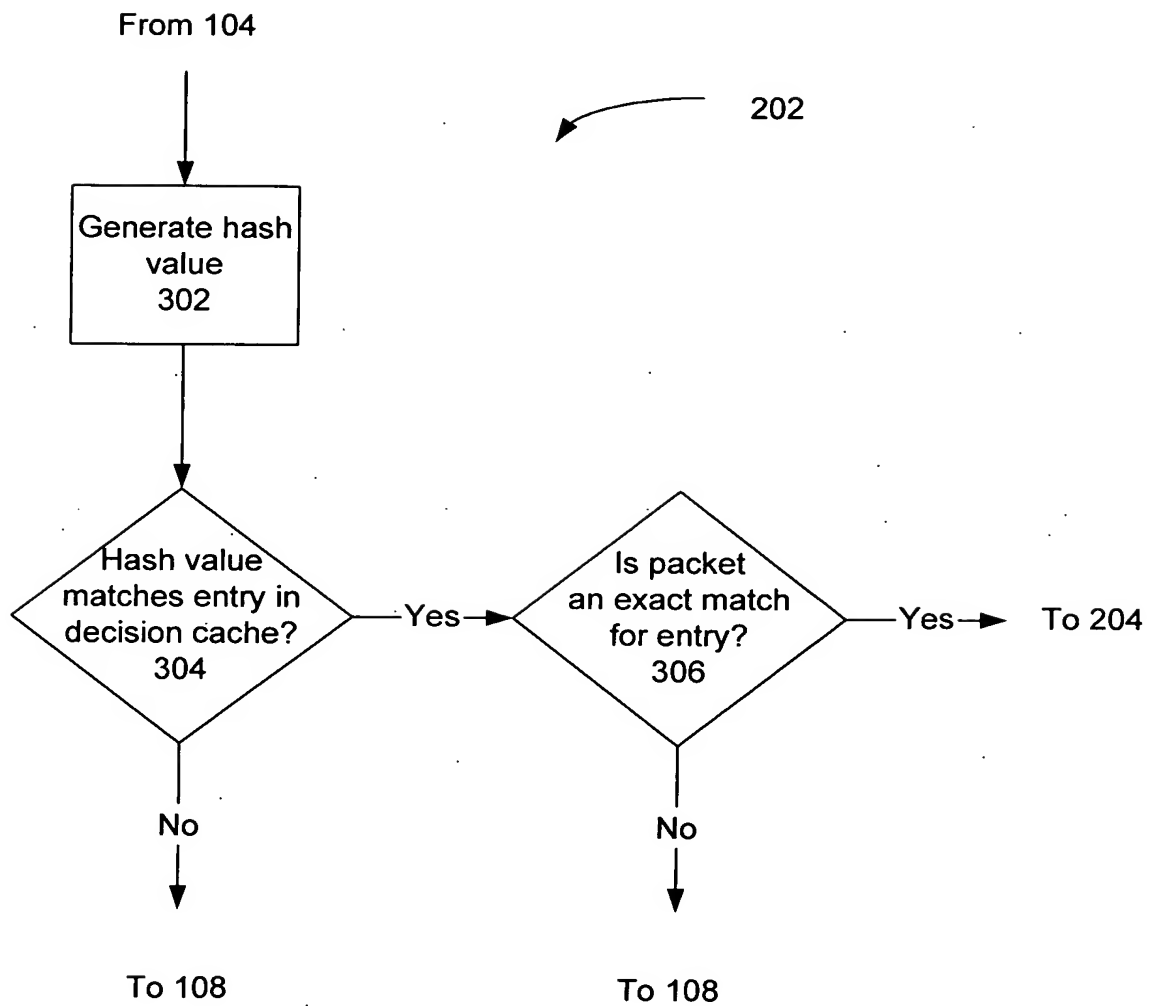 From 104
202
Generate hash
value
302
Hash value
matches entry in
decision cache?
304
Yes
Is packet
an exact match
for entry?
306
Yes
To 204
No
No
To 108
To 108